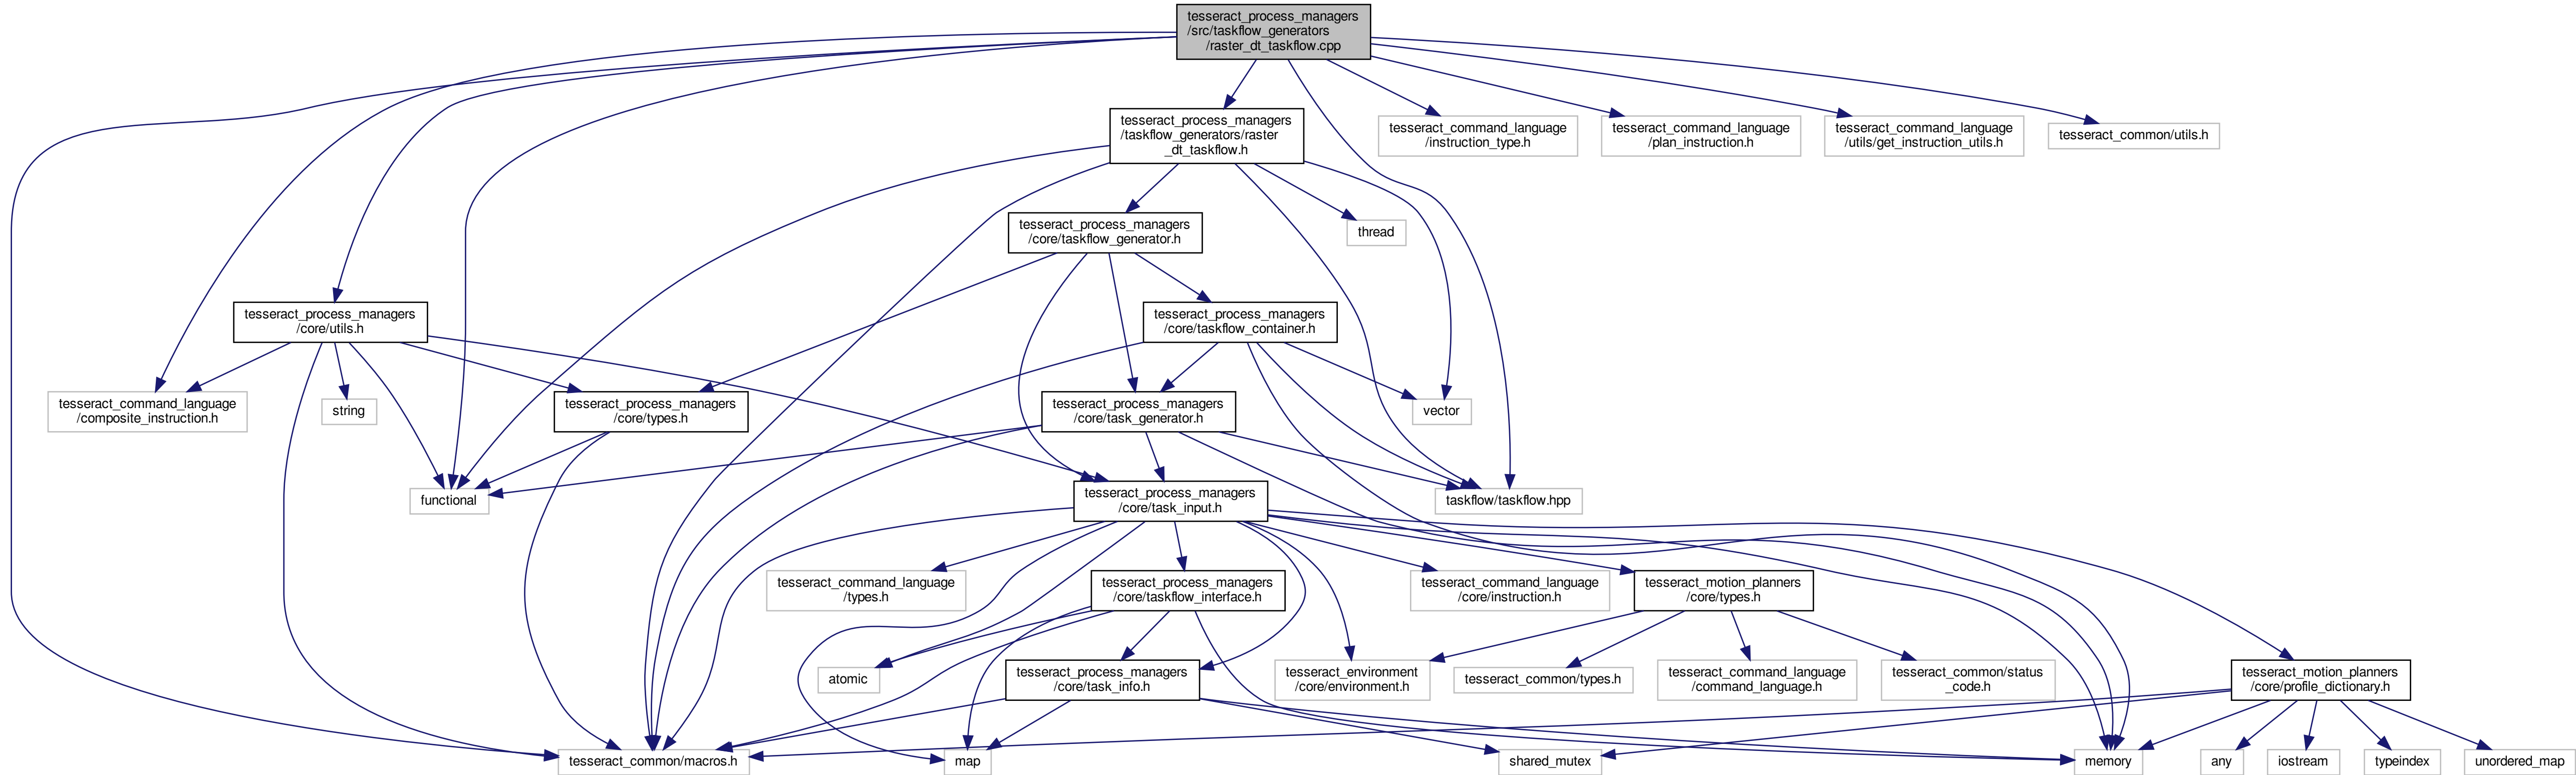 tesseract_process_managers
/src/taskflow_generators
/raster_dt_taskflow.cpp
tesseract_process_managers
/taskflow_generators/raster
_dt_taskflow.h
tesseract_command_language
/instruction_type.h
tesseract_command_language
/plan_instruction.h
tesseract_command_language
/utils/get_instruction_utils.h
tesseract_common/utils.h
tesseract_process_managers
/core/taskflow_generator.h
thread
tesseract_process_managers
/core/utils.h
tesseract_process_managers
/core/taskflow_container.h
tesseract_command_language
/composite_instruction.h
string
tesseract_process_managers
/core/types.h
tesseract_process_managers
/core/task_generator.h
vector
functional
tesseract_process_managers
/core/task_input.h
taskflow/taskflow.hpp
tesseract_command_language
/types.h
tesseract_process_managers
/core/taskflow_interface.h
tesseract_command_language
/core/instruction.h
tesseract_motion_planners
/core/types.h
atomic
tesseract_process_managers
/core/task_info.h
tesseract_environment
/core/environment.h
tesseract_common/types.h
tesseract_command_language
/command_language.h
tesseract_common/status
_code.h
tesseract_motion_planners
/core/profile_dictionary.h
tesseract_common/macros.h
map
shared_mutex
memory
any
iostream
typeindex
unordered_map